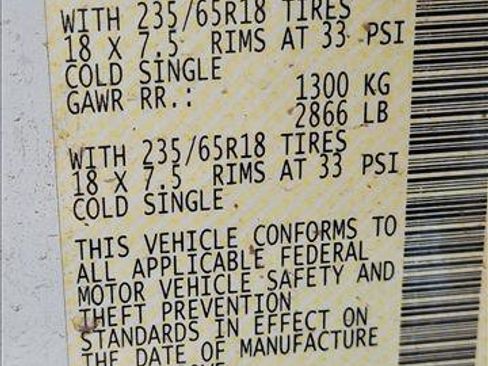 WITH 235/65R18 TIRES
18 X 7.5 RIMS AT 33 PSI
COLD SINGLE
GAWR RR.: 1300 KG
2866 LB
WITH 235/65R18 TIRES
18 X 7.5 RIMS AT 33 PSI
COLD SINGLE
THIS VEHICLE CONFORMS TO
ALL APPLICABLE FEDERAL
MOTOR VEHICLE SAFETY AND
THEFT PREVENTION
STANDARDS IN EFFECT ON
THE DATE OF MANUFACTURE